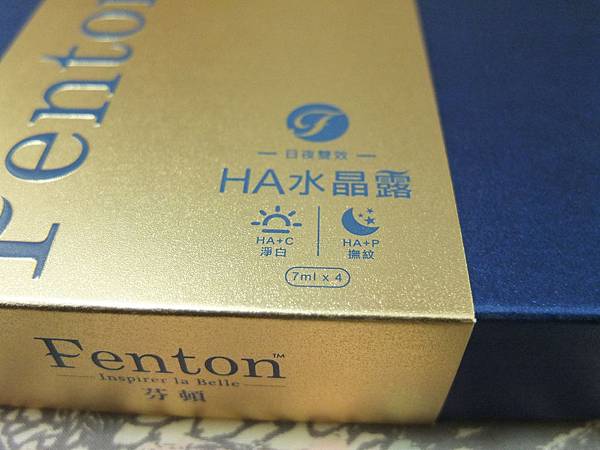 Fenton
日夜雙效
HA水晶露
HA+C
淨白
HA+P
撫紋
7ml x 4
Fenton™
Inspirer la Belle
芬頓